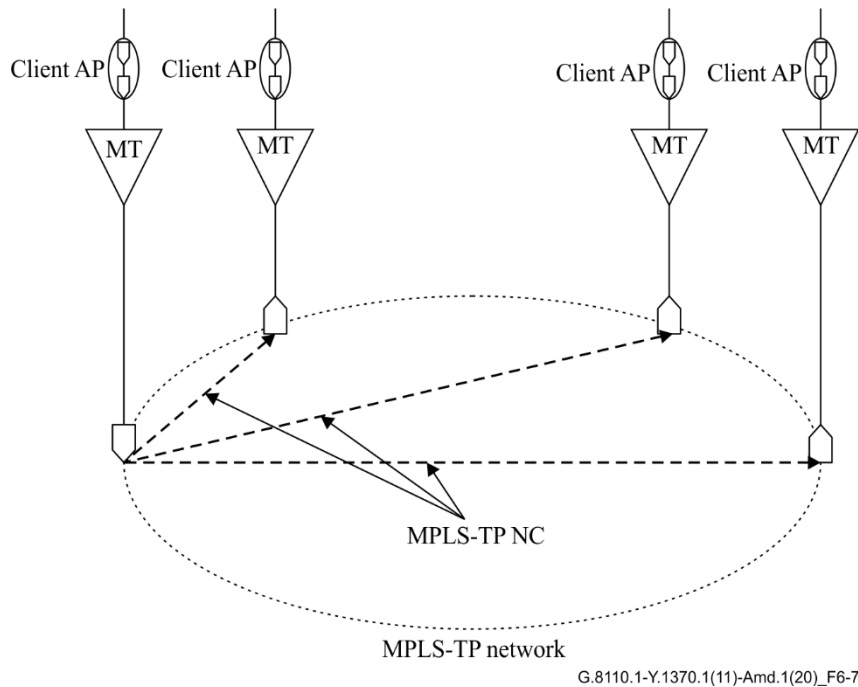 Client AP
Client AP
Client AP
Client AP
MT
MT
MT
MT
MPLS-TP NC
MPLS-TP network
G.8110.1-Y.1370.1(11)-Amd.1(20)_F6-7